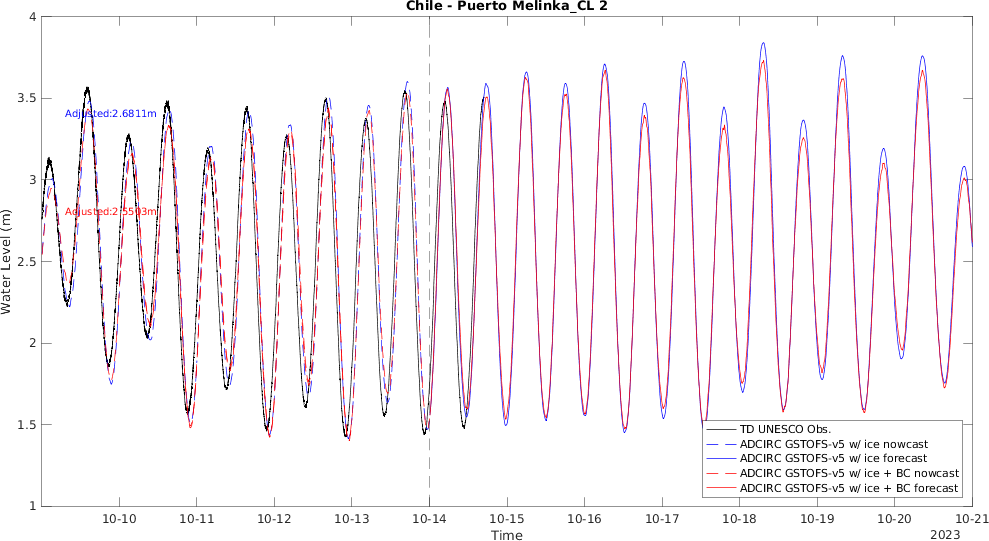 Chile - Puerto Melinka_CL 2
4
3.5
3
2.5
2
1.5
1
Water Level (m)
Adjusted:2.6811m
Adjusted:2.5503m
TD UNESCO Obs.
ADCIRC GSTOFS-v5 w/ ice nowcast
ADCIRC GSTOFS-v5 w/ ice forecast
ADCIRC GSTOFS-v5 w/ ice + BC nowcast
ADCIRC GSTOFS-v5 w/ ice + BC forecast
10-10 10-11 10-12 10-13 10-14 10-15 10-16 10-17 10-18 10-19 10-20 10-21
2023
Time